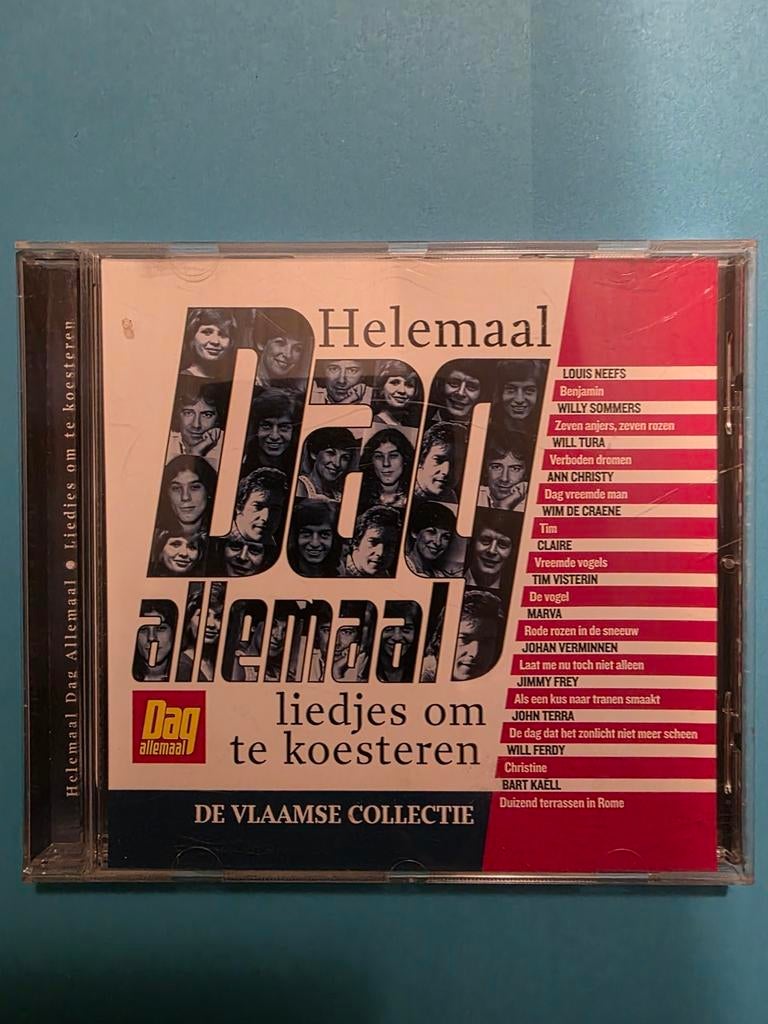 Helemaal Dag Allemaal • Liedjes om te koesteren
Helemaal
Dag
allemaal
liedjes om
te koesteren
Dag
allemaal
DE VLAAMSE COLLECTIE
LOUIS NEEFS
Benjamin
WILLY SOMMERS
Zeven anjers, zeven rozen
WILL TURA
Verboden dromen
ANN CHRISTY
Dag vreemde man
WIM DE CRAENE
Tim
CLAIRE
Vreemde vogels
TIM VISTERIN
De vogel
MARVA
Rode rozen in de sneeuw
JOHAN VERMINNEN
Laat me nu toch niet alleen
JIMMY FREY
Als een kus naar tranen smaakt
JOHN TERRA
De dag dat het zonlicht niet meer scheen
WILL FERDY
Christine
BART KAËLL
Duizend terrassen in Rome